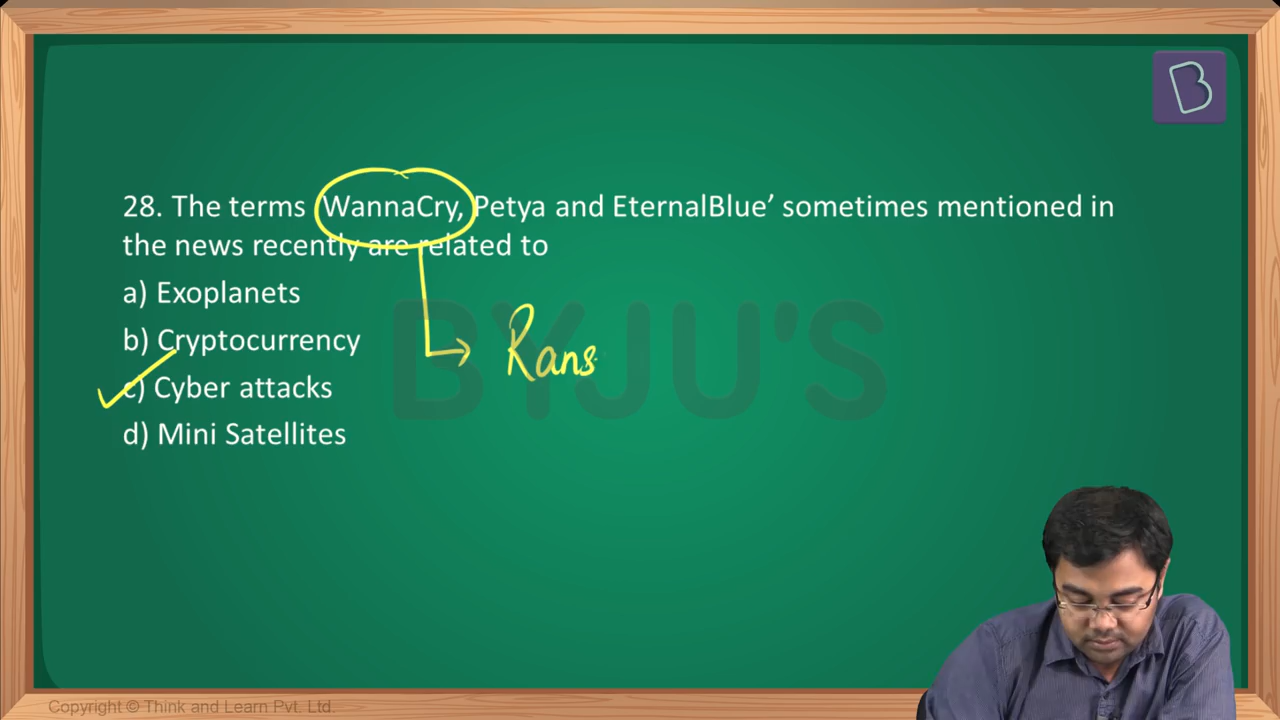 B
28. The terms WannaCry, Petya and EternalBlue’ sometimes mentioned in
the news recently are related to
a) Exoplanets
b) Cryptocurrency
c) Cyber attacks
d) Mini Satellites
Rans
BYJU'S
Copyright © Think and Learn Pvt. Ltd.